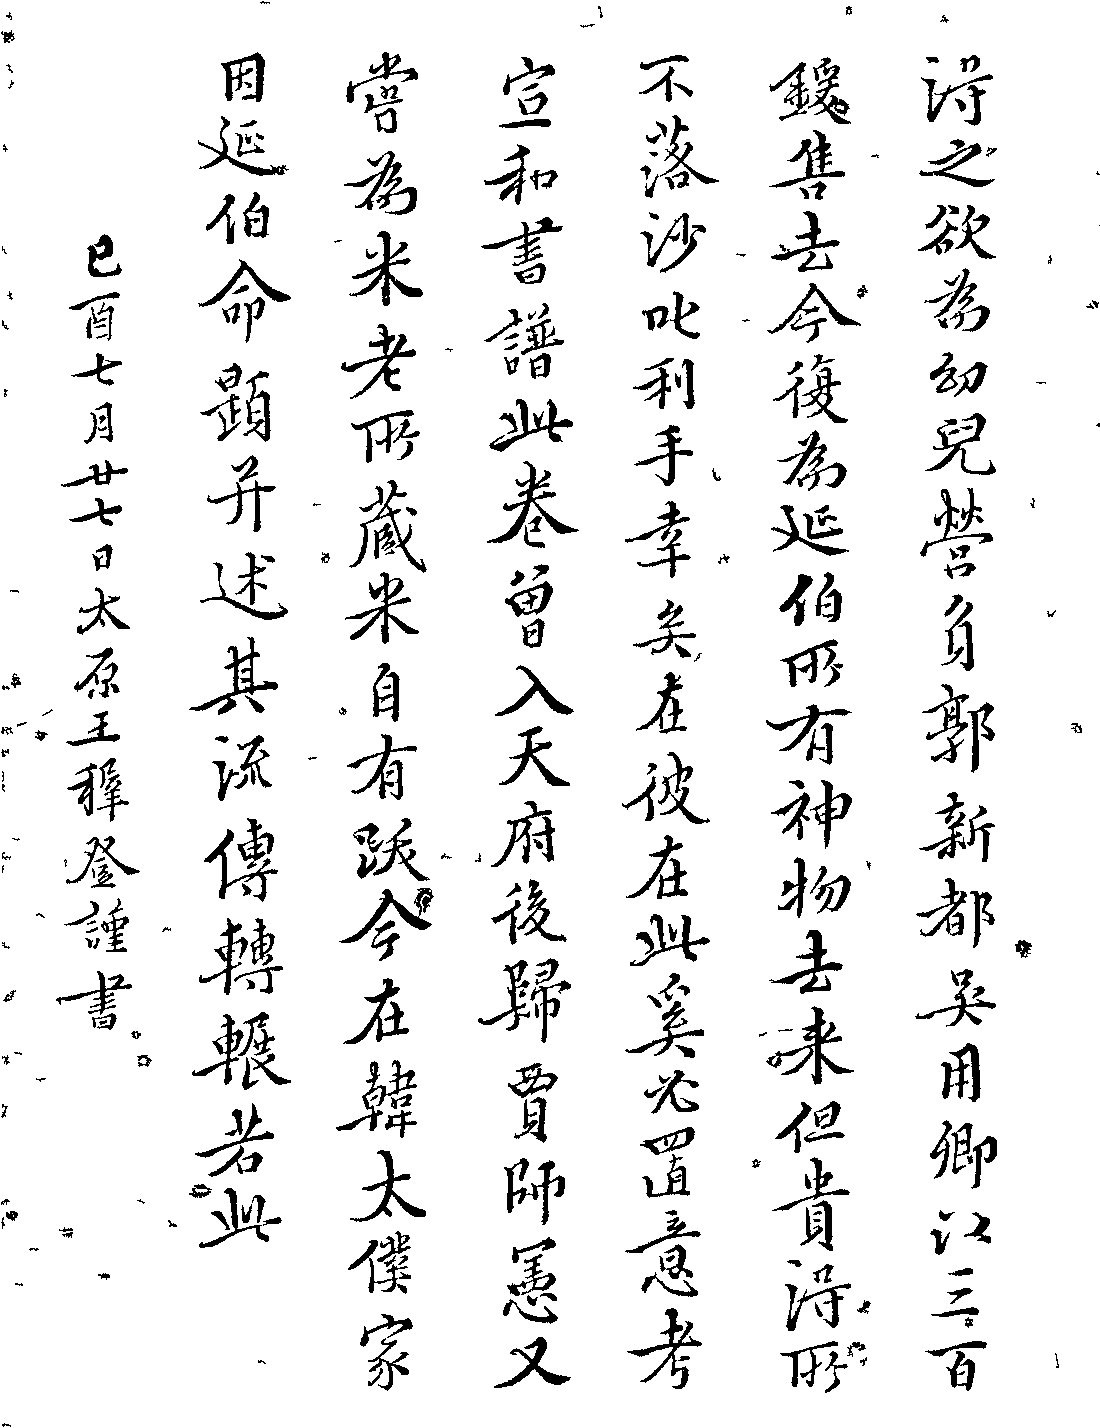 得之欲為幼兒營負郭新都吳用卿以三百
鍰售去今復為延伯所有神物去来但貴得所
不落沙叱利手幸矣在彼在此奚必置意考
宣和書譜此卷曾入天府後歸賈師憲又
嘗為米老所蔵米自有跋今在韓太僕家
因延伯命題并述其流傳轉輾若此
已酉七月廿七日太原王穉登謹書